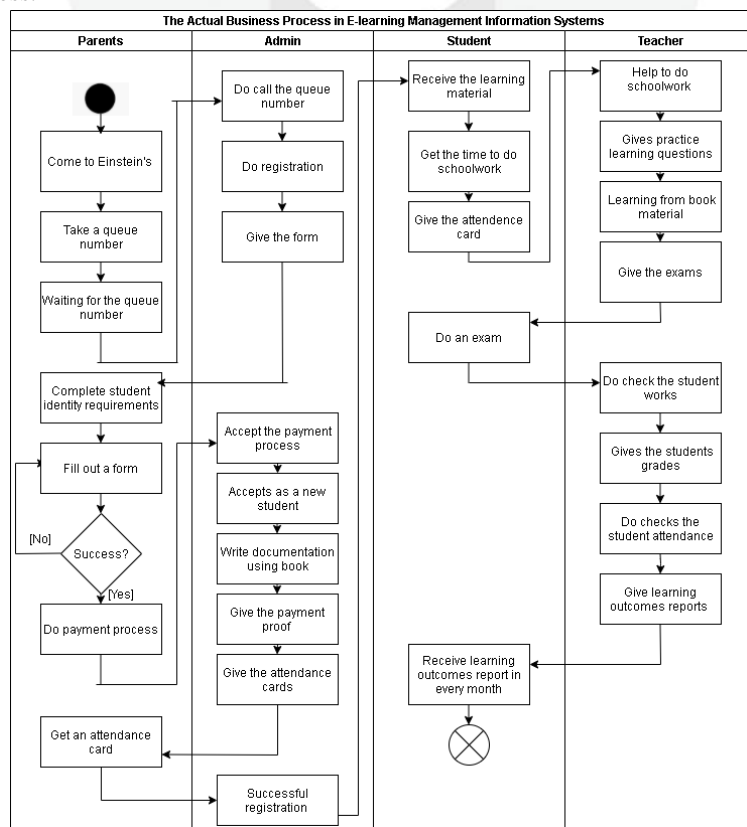 The Actual Business Process in E-learning Management Information Systems
Parents
Admin
Student
Teacher
Come to Einstein's
Take a queue
number
Waiting for the queue
number
Do call the queue
number
Do registration
Give the form
Complete student
identity requirements
Fill out a form
[No]
Success?
[Yes]
Do payment process
Accept the payment
process
Accepts as a new
student
Write documentation
using book
Give the payment
proof
Give the attendance
cards
Get an attendance
card
Successful
registration
Receive the learning
material
Get the time to do
schoolwork
Give the attendence
card
Help to do
schoolwork
Gives practice
learning questions
Learning from book
material
Give the exams
Do an exam
Do check the student
works
Gives the students
grades
Do checks the
student attendance
Give learning
outcomes reports
Receive learning
outcomes report in
every month